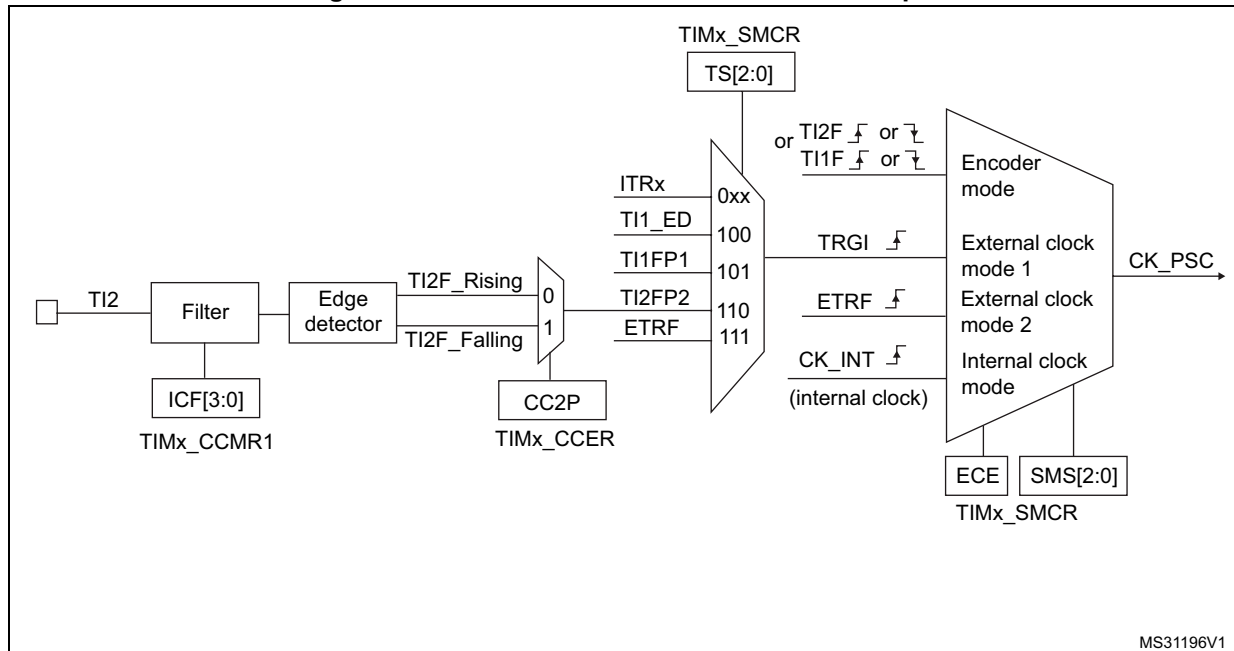 TIMx_SMCR
TS[2:0]
or TI2F or
TI1F or
Encoder
mode
ITRx
0xx
TI1_ED
100
TRGI
External clock
mode 1
CK_PSC
TI1FP1
101
TI2F_Rising
0
TI2
Filter
Edge
detector
TI2FP2
110
ETRF
External clock
mode 2
1
TI2F_Falling
ETRF
111
CK_INT
Internal clock
mode
(internal clock)
ICF[3:0]
CC2P
TIMx_CCMR1
TIMx_CCER
ECE
SMS[2:0]
TIMx_SMCR
MS31196V1